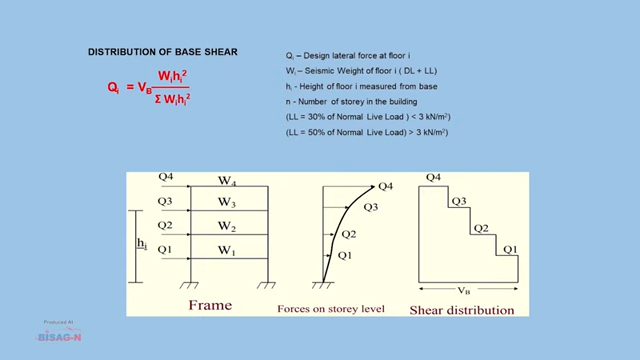 DISTRIBUTION OF BASE SHEAR
Qi = VB Wihi² / Σ Wihi²
Qi – Design lateral force at floor i
Wi – Seismic Weight of floor i ( DL + LL)
hi - Height of floor i measured from base
n - Number of storey in the building
(LL = 30% of Normal Live Load ) < 3 kN/m²)
(LL = 50% of Normal Live Load) > 3 kN/m²)
Q4 W4
Q3 W3
Q2 W2
Q1 W1
hi
Frame
Q4
Q3
Q2
Q1
Forces on storey level
Q4
Q3
Q2
Q1
VB
Shear distribution
Produced At
BISAG-N